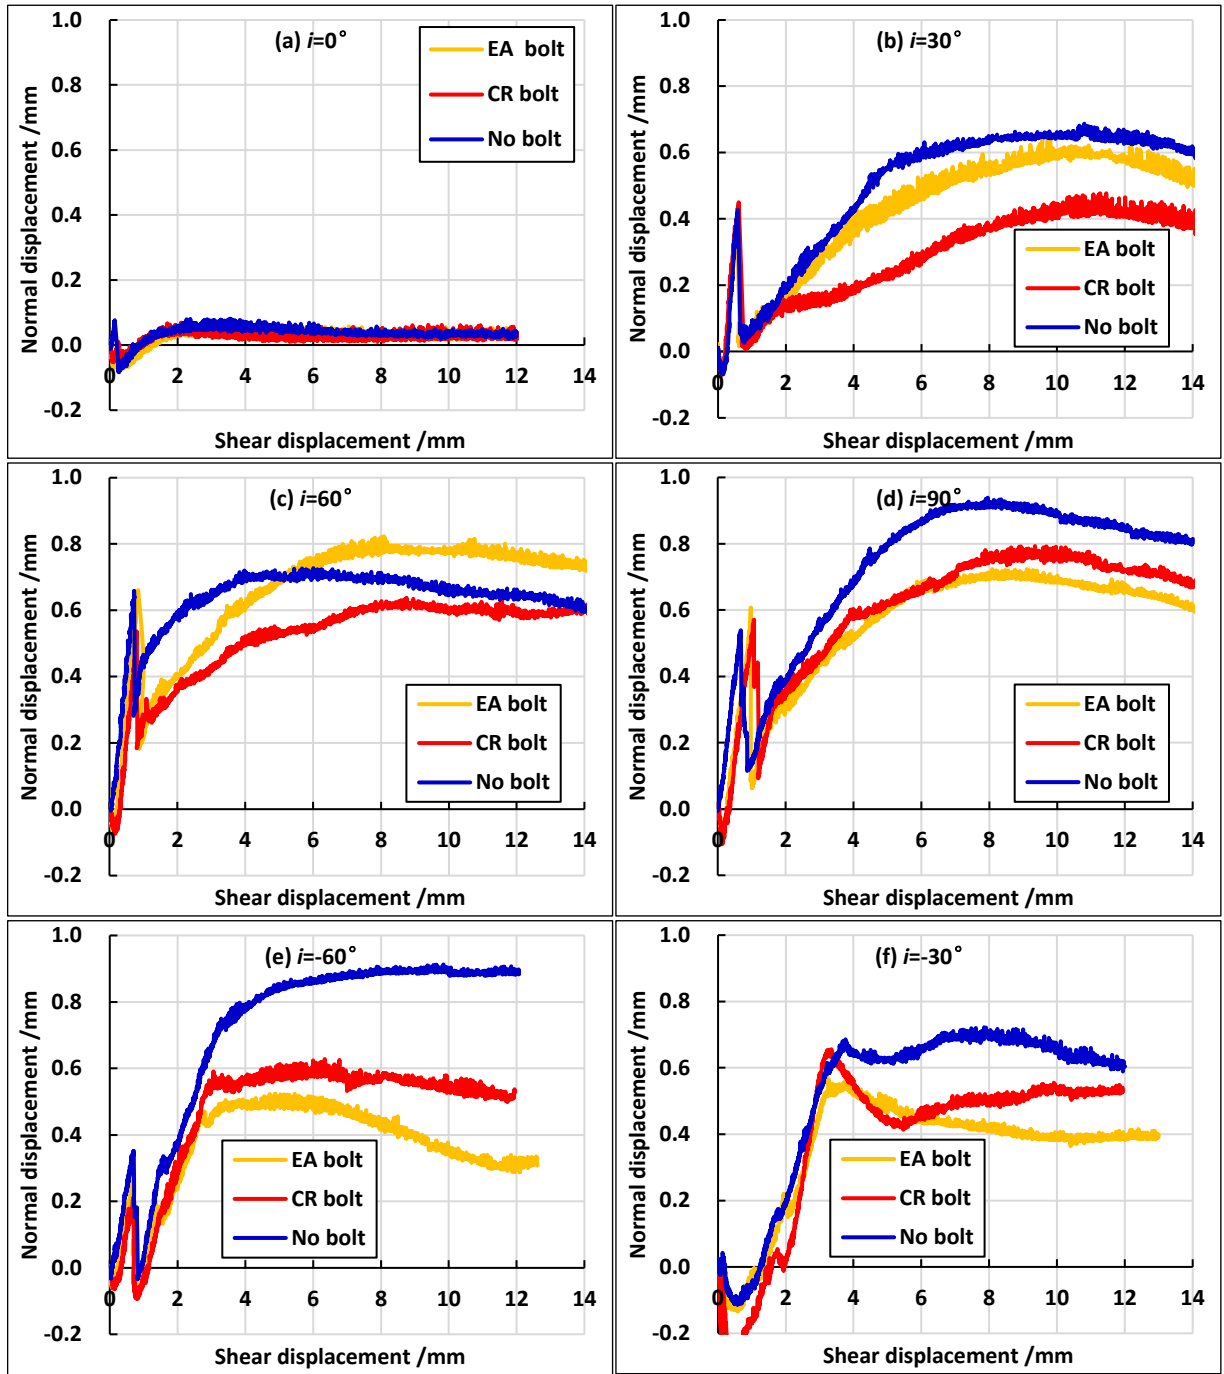 (a) i=0°
Normal displacement /mm
1.0
0.8
0.6
0.4
0.2
0.0
-0.2
0 2 4 6 8 10 12 14
Shear displacement /mm
EA bolt
CR bolt
No bolt
(b) i=30°
Normal displacement /mm
1.0
0.8
0.6
0.4
0.2
0.0
-0.2
0 2 4 6 8 10 12 14
Shear displacement /mm
EA bolt
CR bolt
No bolt
(c) i=60°
Normal displacement /mm
1.0
0.8
0.6
0.4
0.2
0.0
-0.2
0 2 4 6 8 10 12 14
Shear displacement /mm
EA bolt
CR bolt
No bolt
(d) i=90°
Normal displacement /mm
1.0
0.8
0.6
0.4
0.2
0.0
-0.2
0 2 4 6 8 10 12 14
Shear displacement /mm
EA bolt
CR bolt
No bolt
(e) i=-60°
Normal displacement /mm
1.0
0.8
0.6
0.4
0.2
0.0
-0.2
0 2 4 6 8 10 12 14
Shear displacement /mm
EA bolt
CR bolt
No bolt
(f) i=-30°
Normal displacement /mm
1.0
0.8
0.6
0.4
0.2
0.0
-0.2
0 2 4 6 8 10 12 14
Shear displacement /mm
EA bolt
CR bolt
No bolt